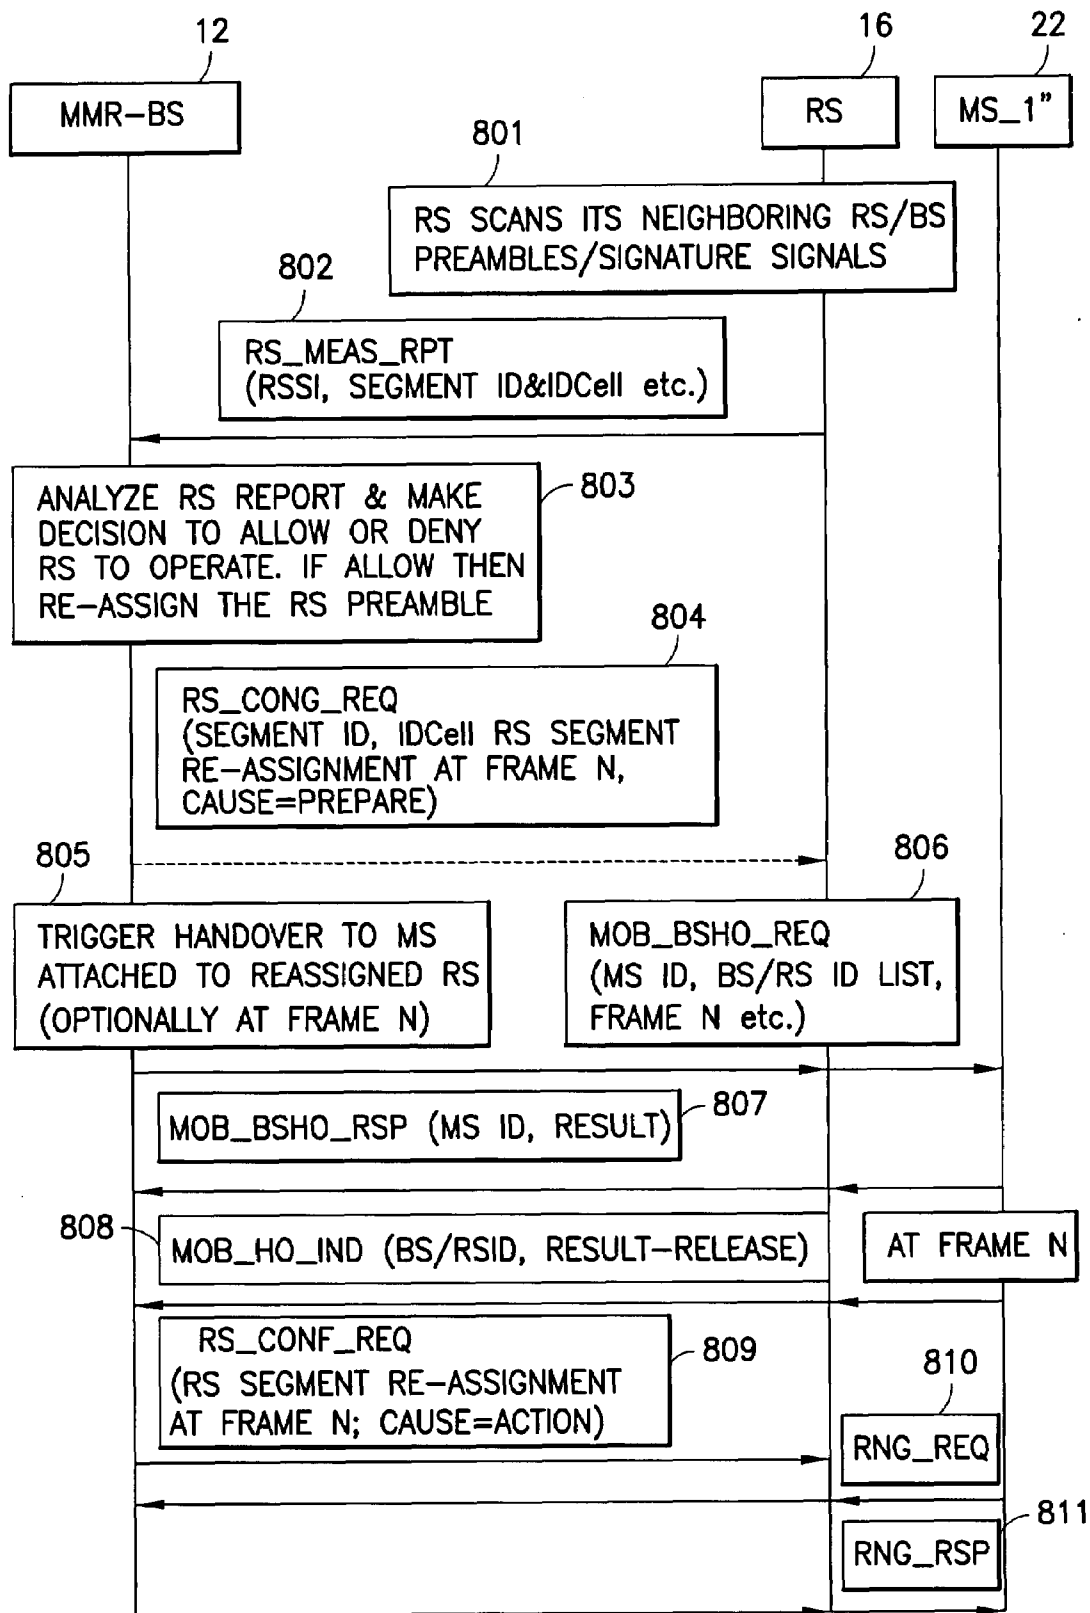 12
16
22
MMR-BS
RS
MS_1"
801
RS SCANS ITS NEIGHBORING RS/BS
PREAMBLES/SIGNATURE SIGNALS
802
RS_MEAS_RPT
(RSSI, SEGMENT ID&IDCell etc.)
803
ANALYZE RS REPORT & MAKE
DECISION TO ALLOW OR DENY
RS TO OPERATE. IF ALLOW THEN
RE-ASSIGN THE RS PREAMBLE
804
RS_CONG_REQ
(SEGMENT ID, IDCell RS SEGMENT
RE-ASSIGNMENT AT FRAME N,
CAUSE=PREPARE)
805
TRIGGER HANDOVER TO MS
ATTACHED TO REASSIGNED RS
(OPTIONALLY AT FRAME N)
806
MOB_BSHO_REQ
(MS ID, BS/RS ID LIST,
FRAME N etc.)
807
MOB_BSHO_RSP (MS ID, RESULT)
808
MOB_HO_IND (BS/RSID, RESULT-RELEASE)
AT FRAME N
RS_CONF_REQ
(RS SEGMENT RE-ASSIGNMENT
AT FRAME N; CAUSE=ACTION)
809
810
RNG_REQ
811
RNG_RSP